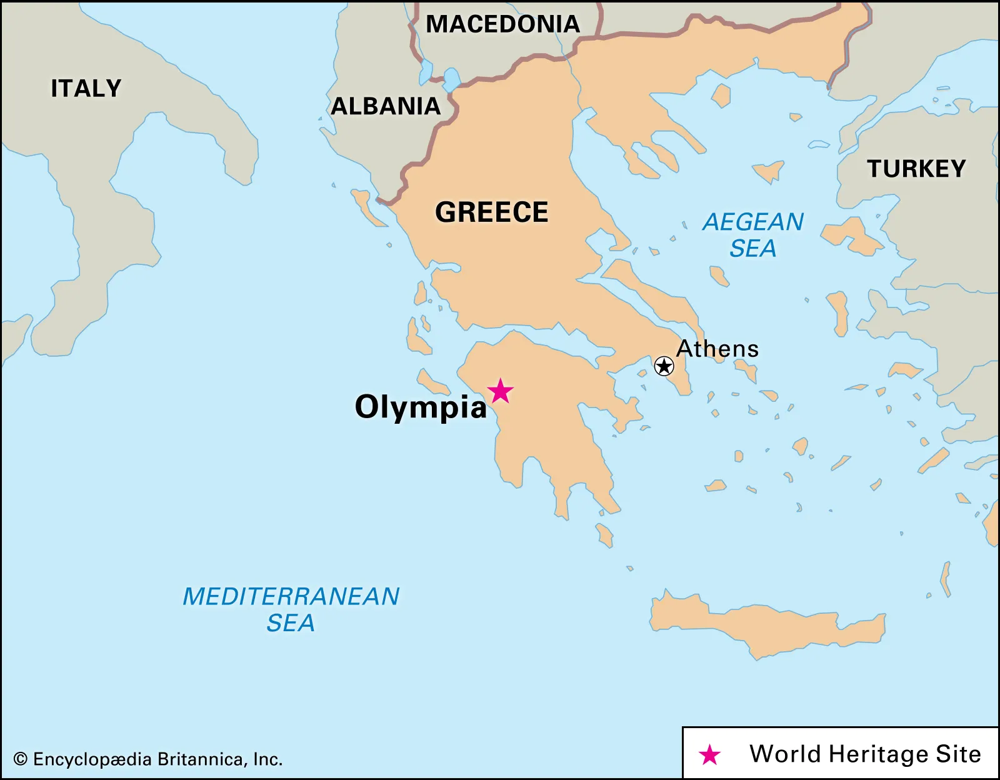 MACEDONIA
ITALY
ALBANIA
TURKEY
GREECE
AEGEAN
SEA
Athens
Olympia
MEDITERRANEAN
SEA
World Heritage Site
© Encyclopædia Britannica, Inc.